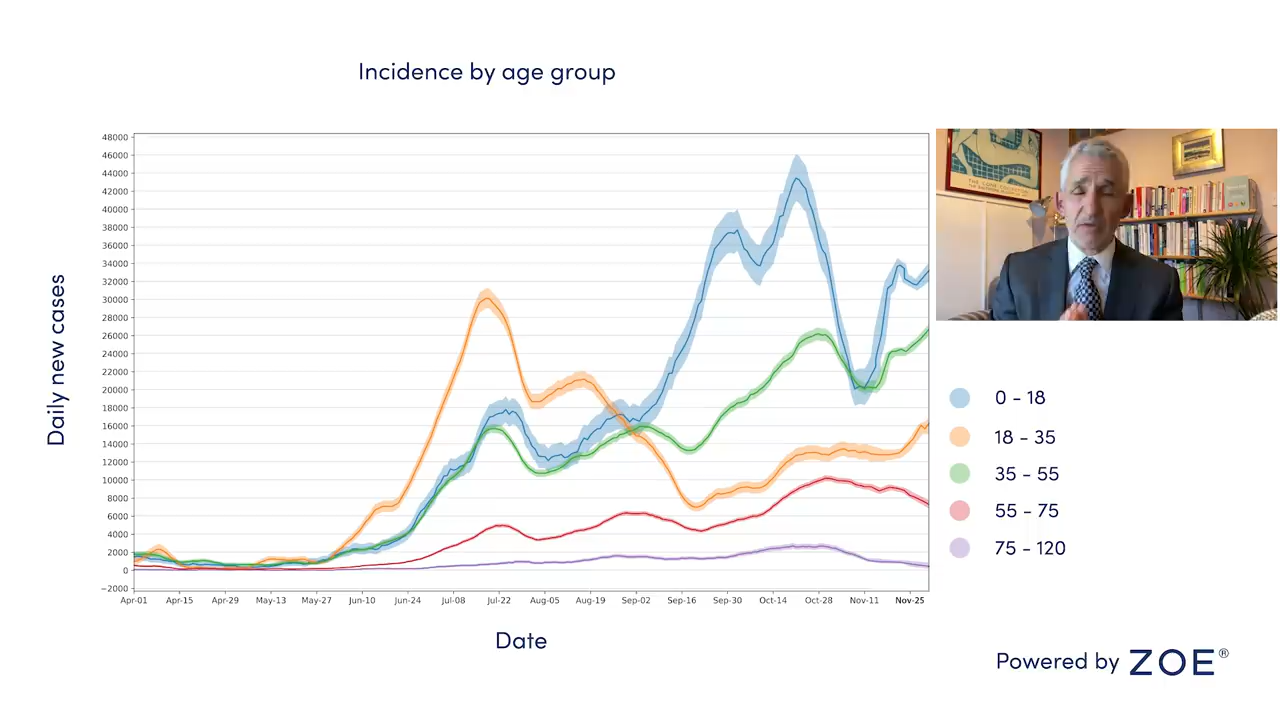 Incidence by age group
Daily new cases
48000
46000
44000
42000
40000
38000
36000
34000
32000
30000
28000
26000
24000
22000
20000
18000
16000
14000
12000
10000
8000
6000
4000
2000
0
−2000
Apr-01 Apr-15 Apr-29 May-13 May-27 Jun-10 Jun-24 Jul-08 Jul-22 Aug-05 Aug-19 Sep-02 Sep-16 Sep-30 Oct-14 Oct-28 Nov-11 Nov-25
Date
0 - 18
18 - 35
35 - 55
55 - 75
75 - 120
Powered by ZOE®